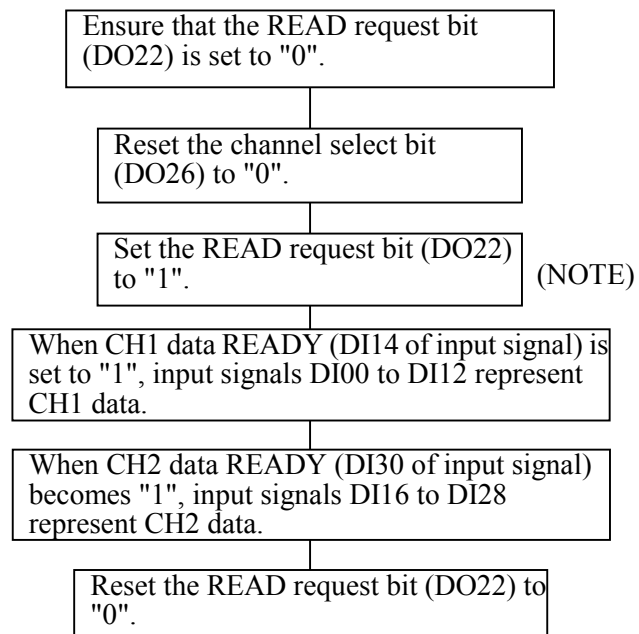 Ensure that the READ request bit
(DO22) is set to "0".
Reset the channel select bit
(DO26) to "0".
Set the READ request bit (DO22)
to "1".
(NOTE)
When CH1 data READY (DI14 of input signal) is
set to "1", input signals DI00 to DI12 represent
CH1 data.
When CH2 data READY (DI30 of input signal)
becomes "1", input signals DI16 to DI28
represent CH2 data.
Reset the READ request bit (DO22) to
"0".